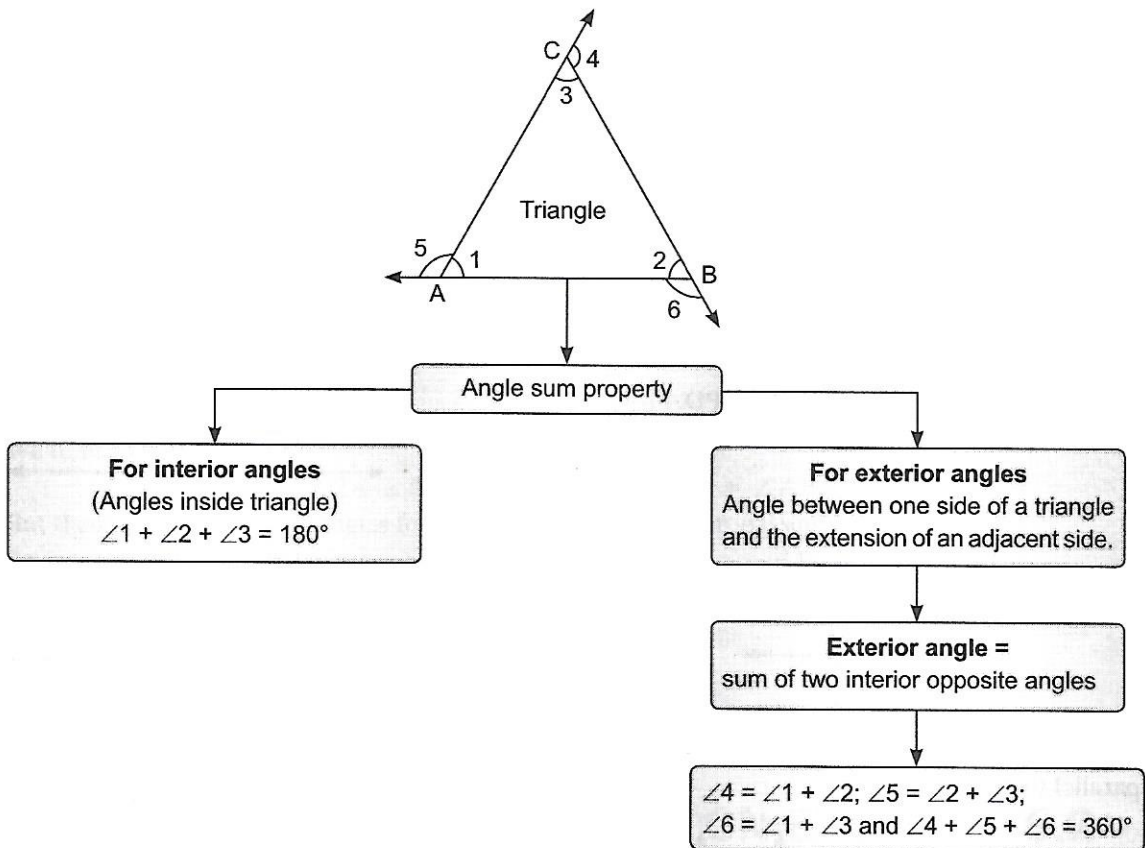 C
4
3
Triangle
5
1
2
B
A
6
Angle sum property
For interior angles
(Angles inside triangle)
∠1 + ∠2 + ∠3 = 180°
For exterior angles
Angle between one side of a triangle
and the extension of an adjacent side.
Exterior angle =
sum of two interior opposite angles
∠4 = ∠1 + ∠2; ∠5 = ∠2 + ∠3;
∠6 = ∠1 + ∠3 and ∠4 + ∠5 + ∠6 = 360°